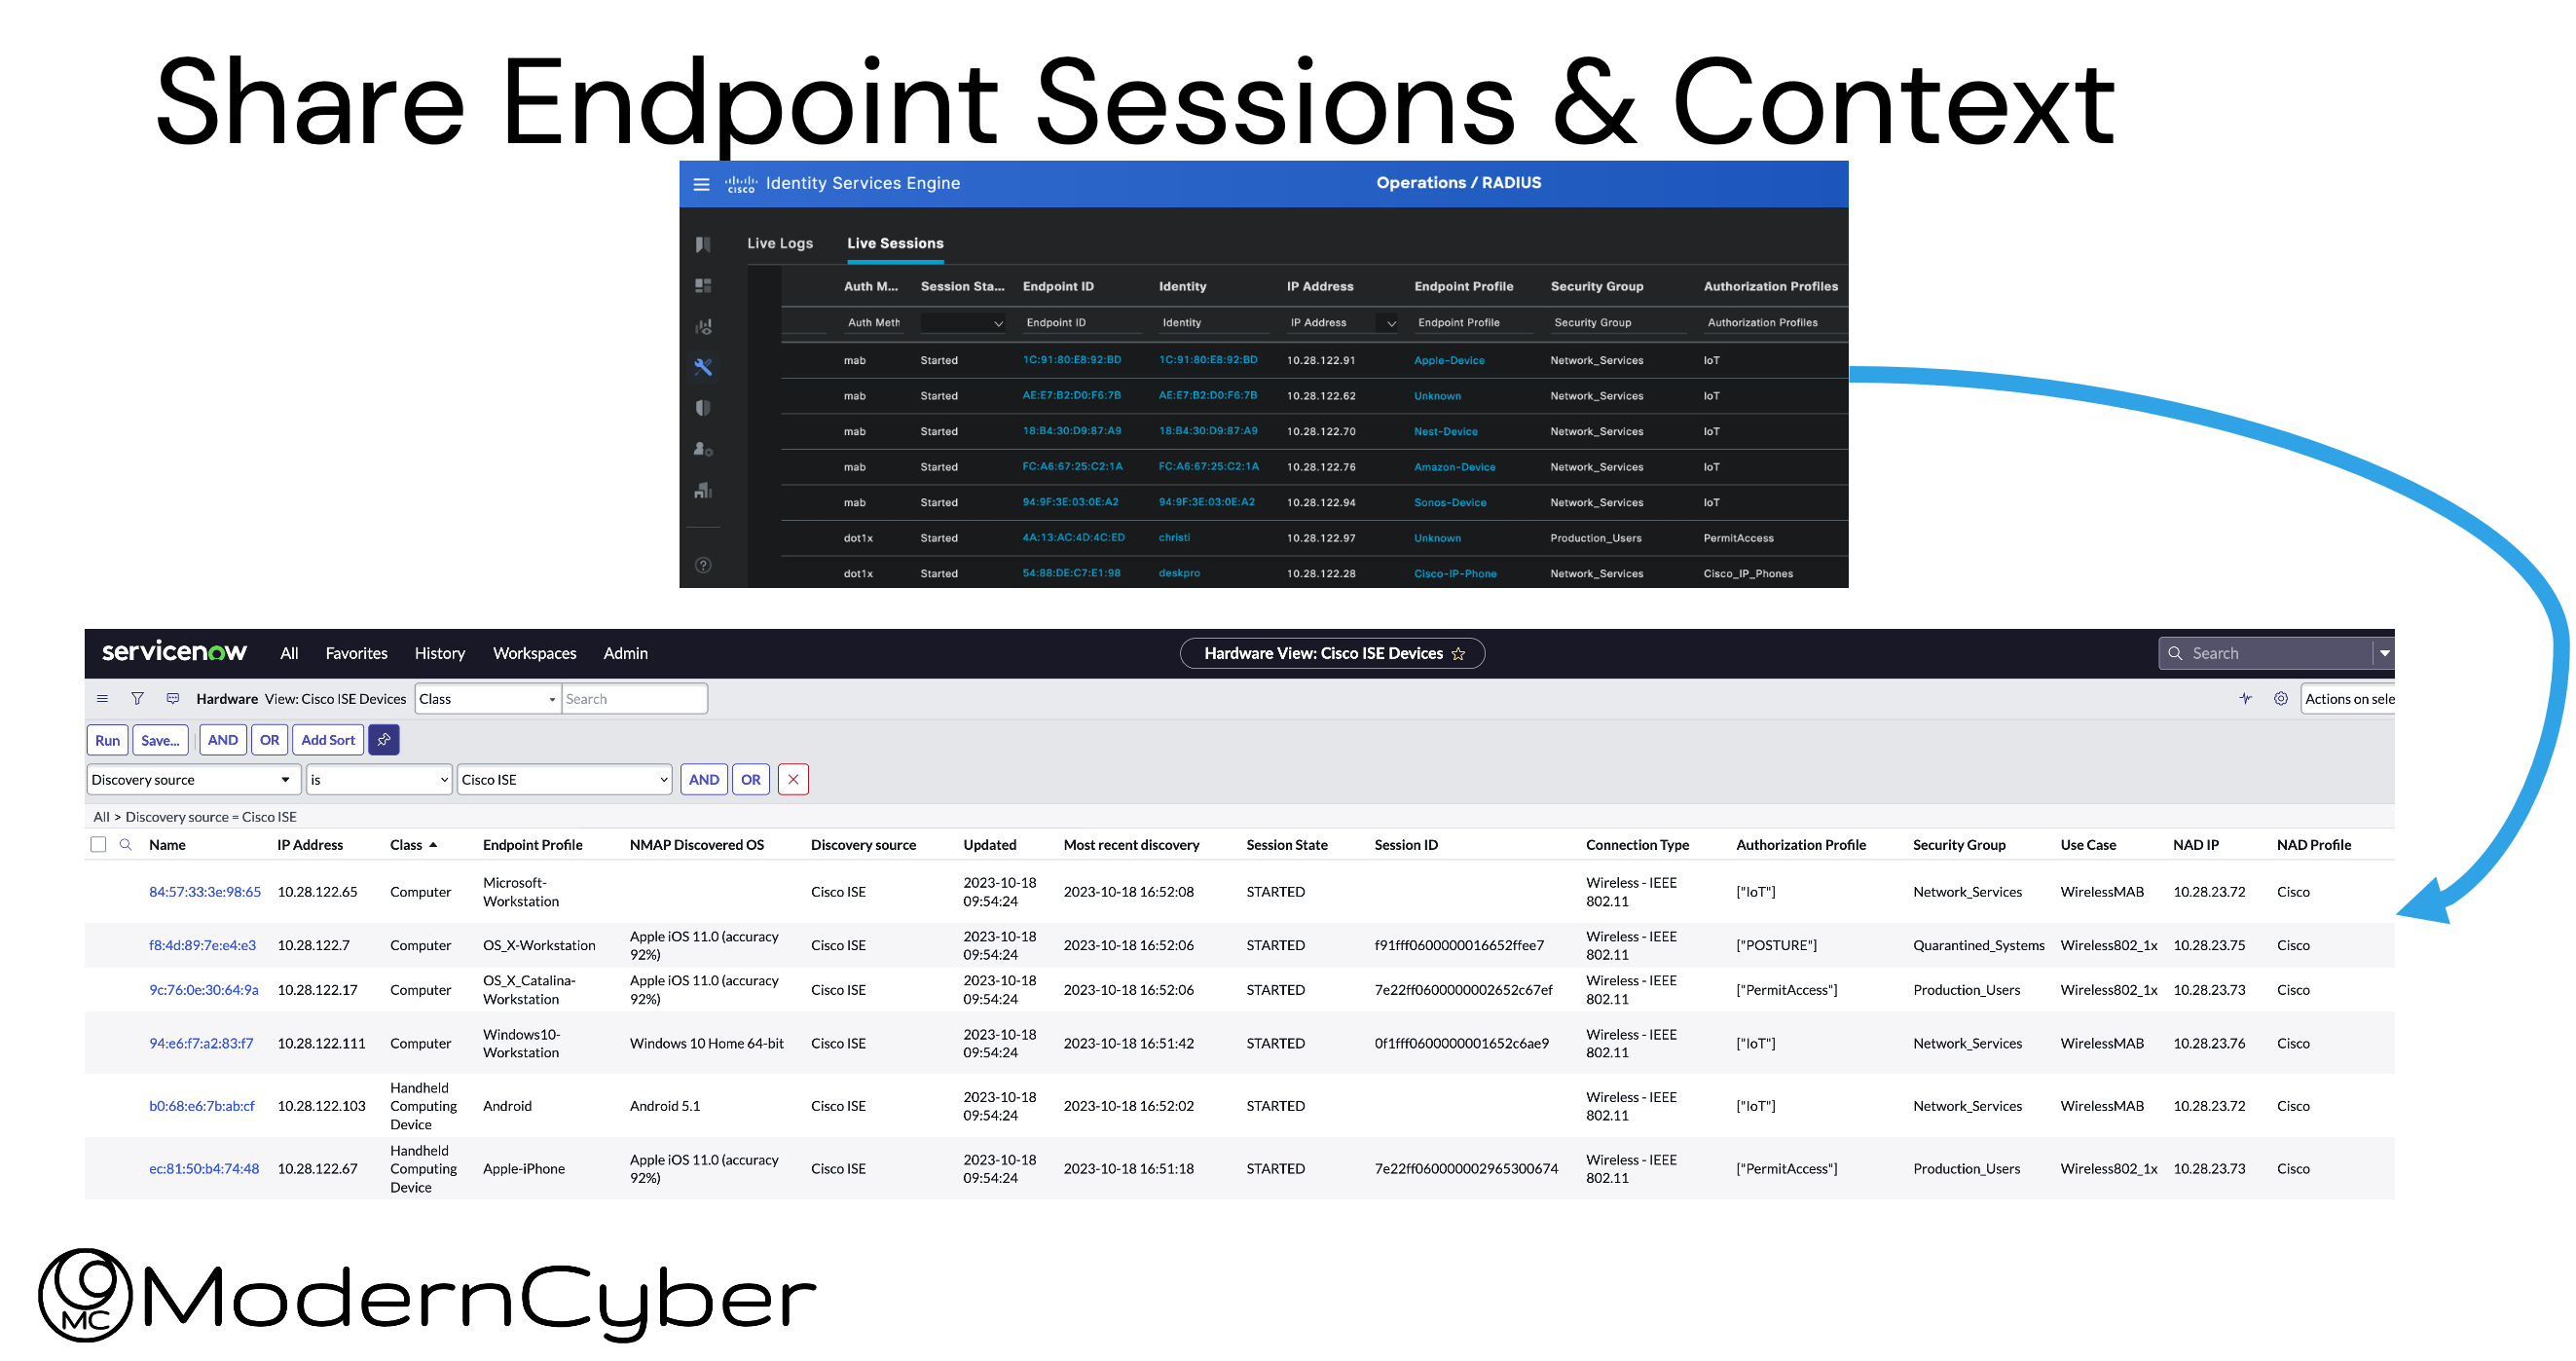 Share Endpoint Sessions & Context
cisco Identity Services Engine Operations / RADIUS
Live Logs Live Sessions
Auth M... Session Sta... Endpoint ID Identity IP Address Endpoint Profile Security Group Authorization Profiles
Auth Meth Endpoint ID Identity IP Address Endpoint Profile Security Group Authorization Profiles
mab Started 1C:91:80:E8:92:BD 1C:91:80:E8:92:BD 10.28.122.91 Apple-Device Network_Services IoT
mab Started AE:E7:B2:D0:F6:7B AE:E7:B2:D0:F6:7B 10.28.122.62 Unknown Network_Services IoT
mab Started 18:B4:30:D9:87:A9 18:B4:30:D9:87:A9 10.28.122.70 Nest-Device Network_Services IoT
mab Started FC:A6:67:25:C2:1A FC:A6:67:25:C2:1A 10.28.122.76 Amazon-Device Network_Services IoT
mab Started 94:9F:3E:03:0E:A2 94:9F:3E:03:0E:A2 10.28.122.94 Sonos-Device Network_Services IoT
dot1x Started 4A:13:AC:4D:4C:ED christi 10.28.122.97 Unknown Production_Users PermitAccess
dot1x Started 54:88:DE:C7:E1:98 deskpro 10.28.122.28 Cisco-IP-Phone Network_Services Cisco_IP_Phones
servicenow All Favorites History Workspaces Admin Hardware View: Cisco ISE Devices Search
Hardware View: Cisco ISE Devices Class Search Actions on sele
Run Save... AND OR Add Sort
Discovery source is Cisco ISE AND OR
All > Discovery source = Cisco ISE
Name IP Address Class Endpoint Profile NMAP Discovered OS Discovery source Updated Most recent discovery Session State Session ID Connection Type Authorization Profile Security Group Use Case NAD IP NAD Profile
Microsoft- 2023-10-18 Wireless - IEEE
84:57:33:3e:98:65 10.28.122.65 Computer Cisco ISE 2023-10-18 16:52:08 STARTED ["IoT"] Network_Services WirelessMAB 10.28.23.72 Cisco
Workstation 09:54:24 802.11
Apple iOS 11.0 (accuracy 2023-10-18 Wireless - IEEE
f8:4d:89:7e:e4:e3 10.28.122.7 Computer OS_X-Workstation Cisco ISE 2023-10-18 16:52:06 STARTED f91fff0600000016652ffee7 ["POSTURE"] Quarantined_Systems Wireless802_1x 10.28.23.75 Cisco
92%) 09:54:24 802.11
OS_X_Catalina- Apple iOS 11.0 (accuracy 2023-10-18 Wireless - IEEE
9c:76:0e:30:64:9a 10.28.122.17 Computer Cisco ISE 2023-10-18 16:52:06 STARTED 7e22ff0600000002652c67ef ["PermitAccess"] Production_Users Wireless802_1x 10.28.23.73 Cisco
Workstation 92%) 09:54:24 802.11
Windows10- 2023-10-18 Wireless - IEEE
94:e6:f7:a2:83:f7 10.28.122.111 Computer Windows 10 Home 64-bit Cisco ISE 2023-10-18 16:51:42 STARTED 0f1fff0600000001652c6ae9 ["IoT"] Network_Services WirelessMAB 10.28.23.76 Cisco
Workstation 09:54:24 802.11
Handheld 2023-10-18 Wireless - IEEE
b0:68:e6:7b:ab:cf 10.28.122.103 Computing Android Android 5.1 Cisco ISE 2023-10-18 16:52:02 STARTED ["IoT"] Network_Services WirelessMAB 10.28.23.72 Cisco
Device 09:54:24 802.11
Handheld Apple iOS 11.0 (accuracy 2023-10-18 Wireless - IEEE
ec:81:50:b4:74:48 10.28.122.67 Computing Apple-iPhone Cisco ISE 2023-10-18 16:51:18 STARTED 7e22ff060000002965300674 ["PermitAccess"] Production_Users Wireless802_1x 10.28.23.73 Cisco
Device 92%) 09:54:24 802.11
MC ModernCyber